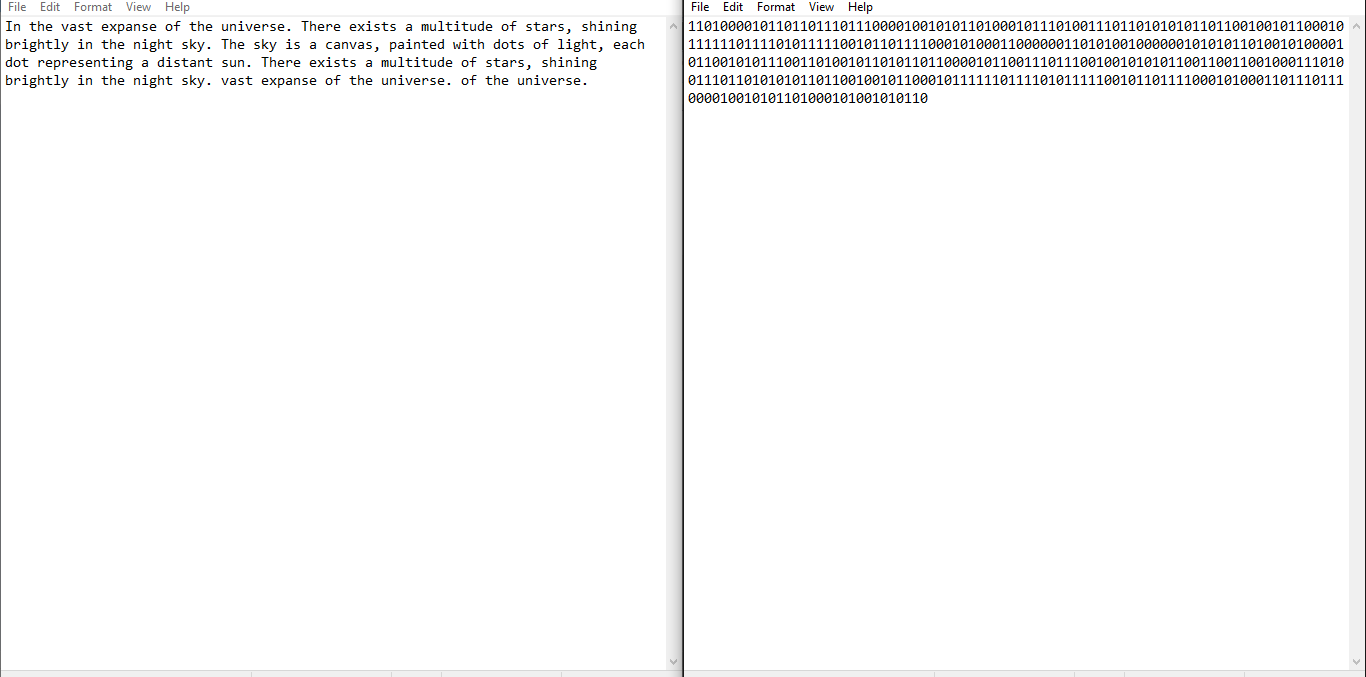 File Edit Format View Help
In the vast expanse of the universe. There exists a multitude of stars, shining
brightly in the night sky. The sky is a canvas, painted with dots of light, each
dot representing a distant sun. There exists a multitude of stars, shining
brightly in the night sky. vast expanse of the universe. of the universe.
File Edit Format View Help
1101000010110110111011100001001010110100010111010011101101010101101100100101100010
1111110111101011111001011011110001010001100000011010100100000010101011010010100001
0110010101110011010010110101101100001011001110111001001010101100110011001000111010
0111011010101011011001001011000101111111011110101111100101101111000101000110111011
000010010101101000101001010110